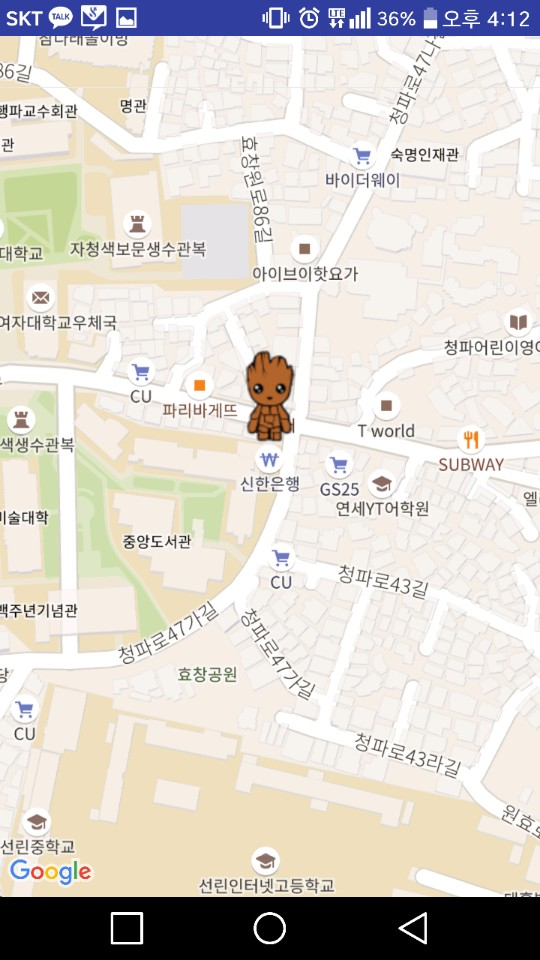 SKT TALK LTE 36% 오후 4:12
86길
행파교수회관
명관
관
청파로47나길
숙명인재관
바이더웨이
효창원로86길
대학교
자청색보문생수관복
아이브이핫요가
여자대학교우체국
청파어린이영어
CU
파리바게뜨
T world
SUBWAY
색생수관복
신한은행
GS25
연세YT어학원
엘
미술대학
중앙도서관
CU
청파로43길
백주년기념관
청파로47가길
청파로47가길
당
효창공원
CU
청파로43라길
원효로
선린중학교
Google
선린인터넷고등학교